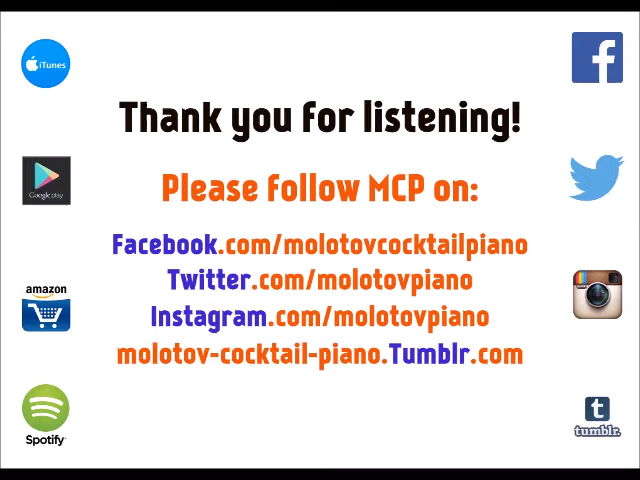 iTunes
Thank you for listening!
Google play
Please follow MCP on:
Facebook.com/molotovcocktailpiano
Twitter.com/molotovpiano
amazon
Instagram.com/molotovpiano
molotov-cocktail-piano.Tumblr.com
Spotify
tumblr.